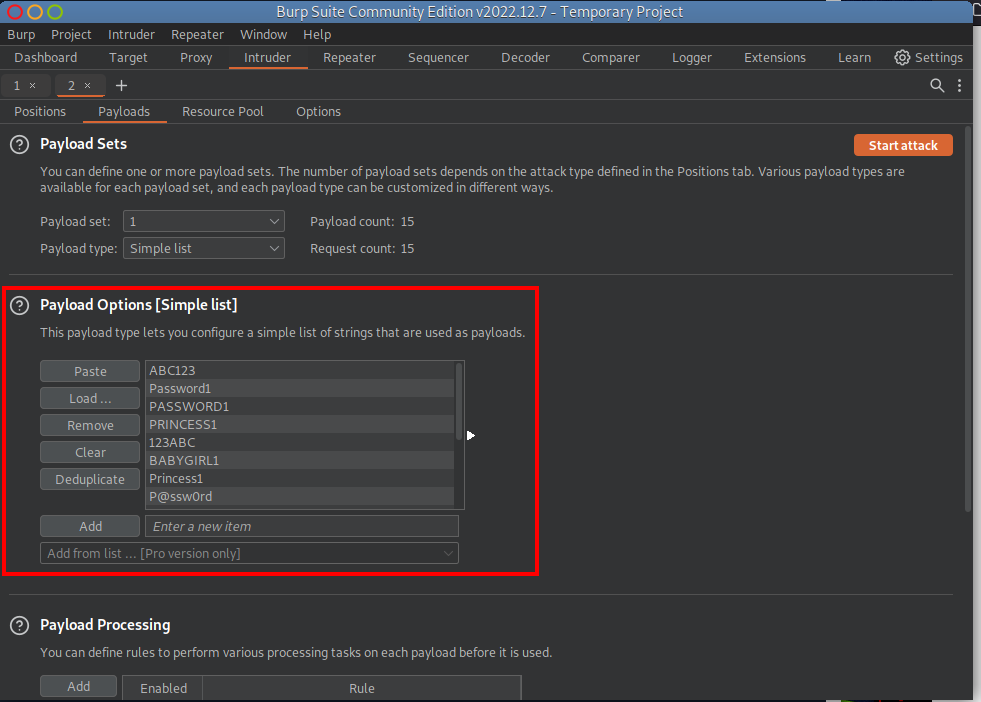 Burp Suite Community Edition v2022.12.7 - Temporary Project
Burp Project Intruder Repeater Window Help
Dashboard Target Proxy Intruder Repeater Sequencer Decoder Comparer Logger Extensions Learn Settings
1 × 2 × +
Positions Payloads Resource Pool Options
? Payload Sets Start attack
You can define one or more payload sets. The number of payload sets depends on the attack type defined in the Positions tab. Various payload types are
available for each payload set, and each payload type can be customized in different ways.
Payload set: 1 Payload count: 15
Payload type: Simple list Request count: 15
? Payload Options [Simple list]
This payload type lets you configure a simple list of strings that are used as payloads.
Paste ABC123
Password1
Load ... PASSWORD1
Remove PRINCESS1
123ABC
Clear BABYGIRL1
Deduplicate Princess1
P@ssw0rd
Add Enter a new item
Add from list ... [Pro version only]
? Payload Processing
You can define rules to perform various processing tasks on each payload before it is used.
Add Enabled Rule